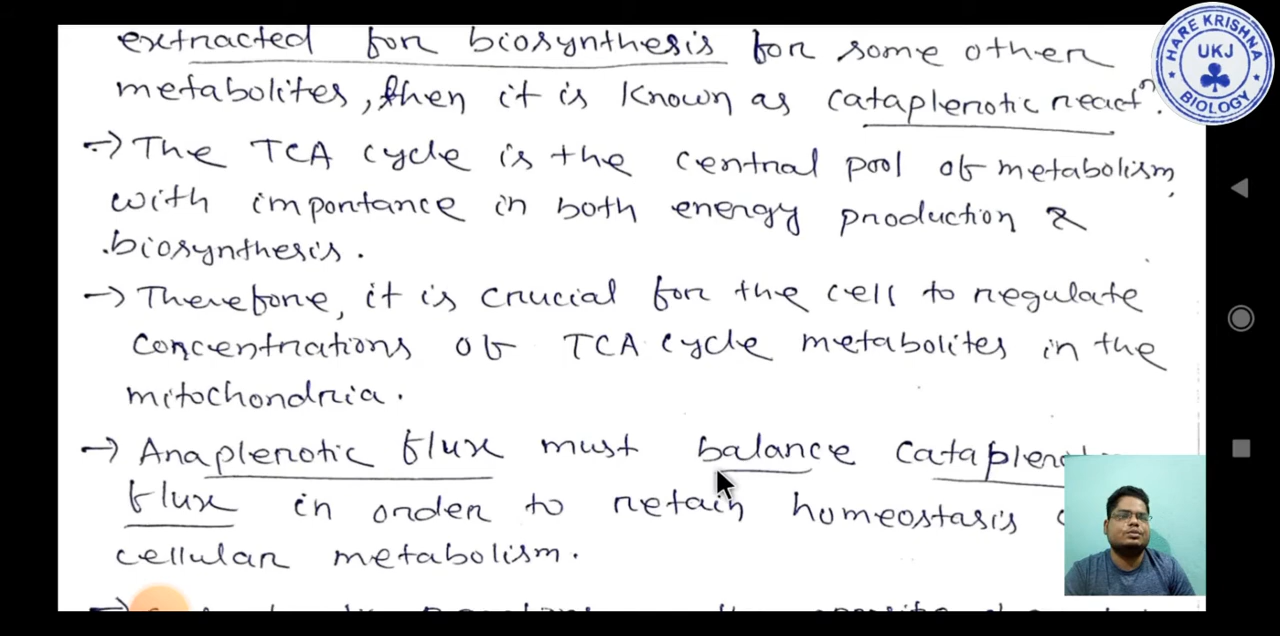 extracted for biosynthesis for some other
metabolites, then it is known as cataplerotic reactn.
→ The TCA cycle is the central pool of metabolism
with importance in both energy production &
biosynthesis.
→ Therefore, it is crucial for the cell to regulate
concentrations of TCA cycle metabolites in the
mitochondria.
→ Anaplerotic flux must balance cataplero
flux in order to retain homeostasis
cellular metabolism.
HARE KRISHNA
UKJ
BIOLOGY